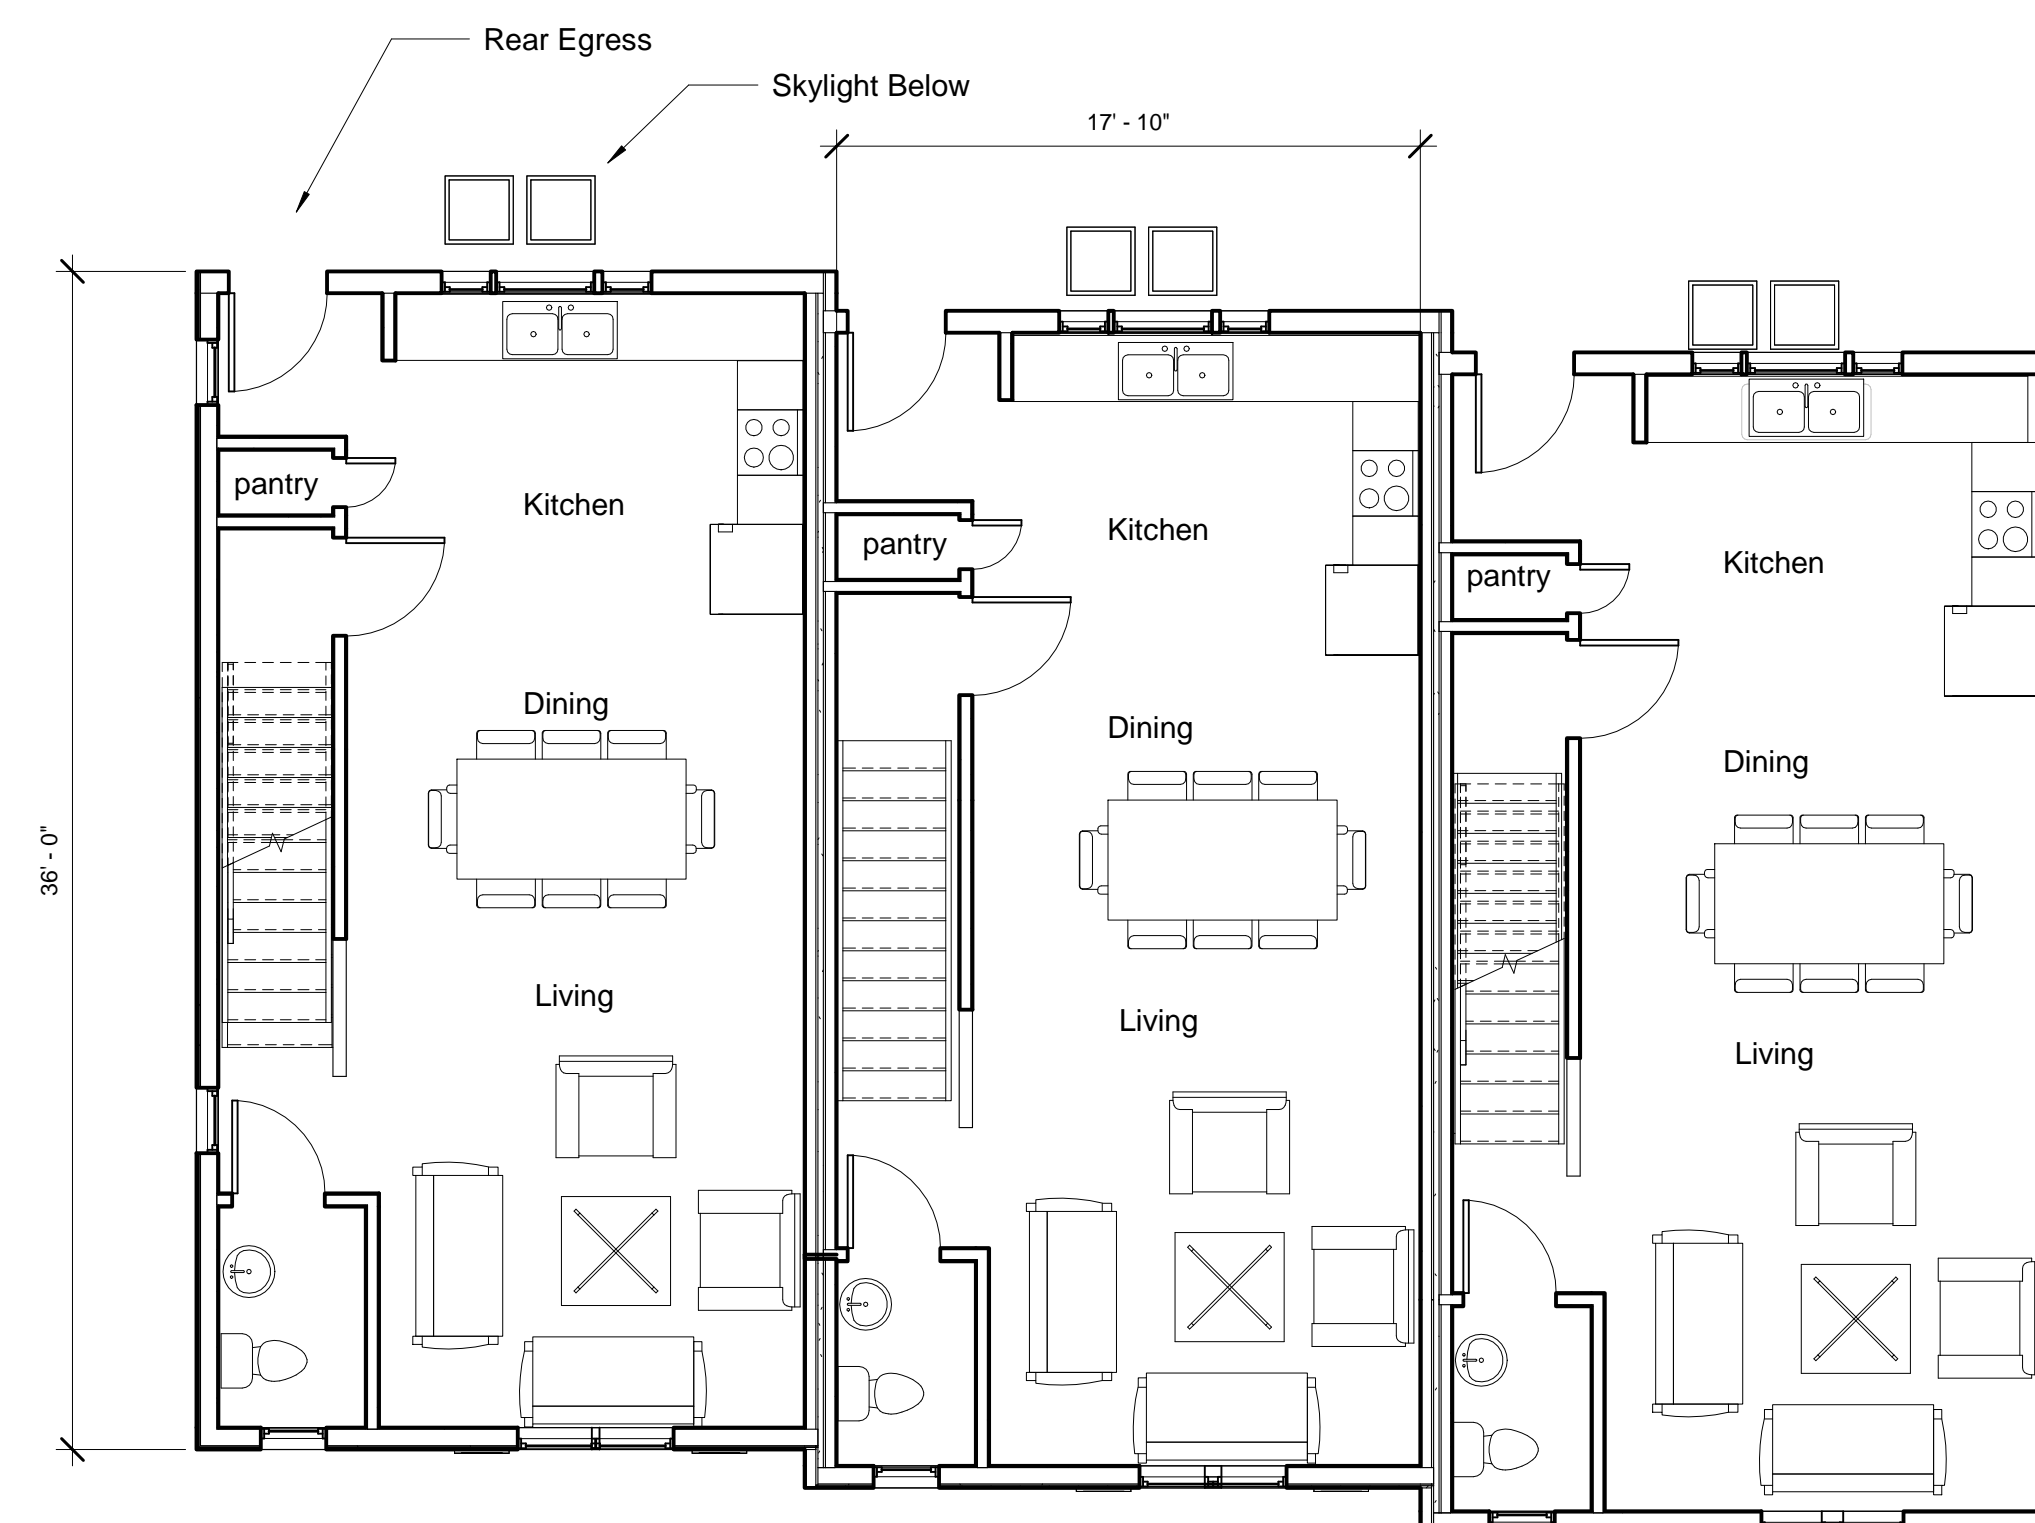 Rear Egress
Skylight Below
17' - 10"
36' - 0"
pantry
Kitchen
Dining
Living
pantry
Kitchen
Dining
Living
pantry
Kitchen
Dining
Living